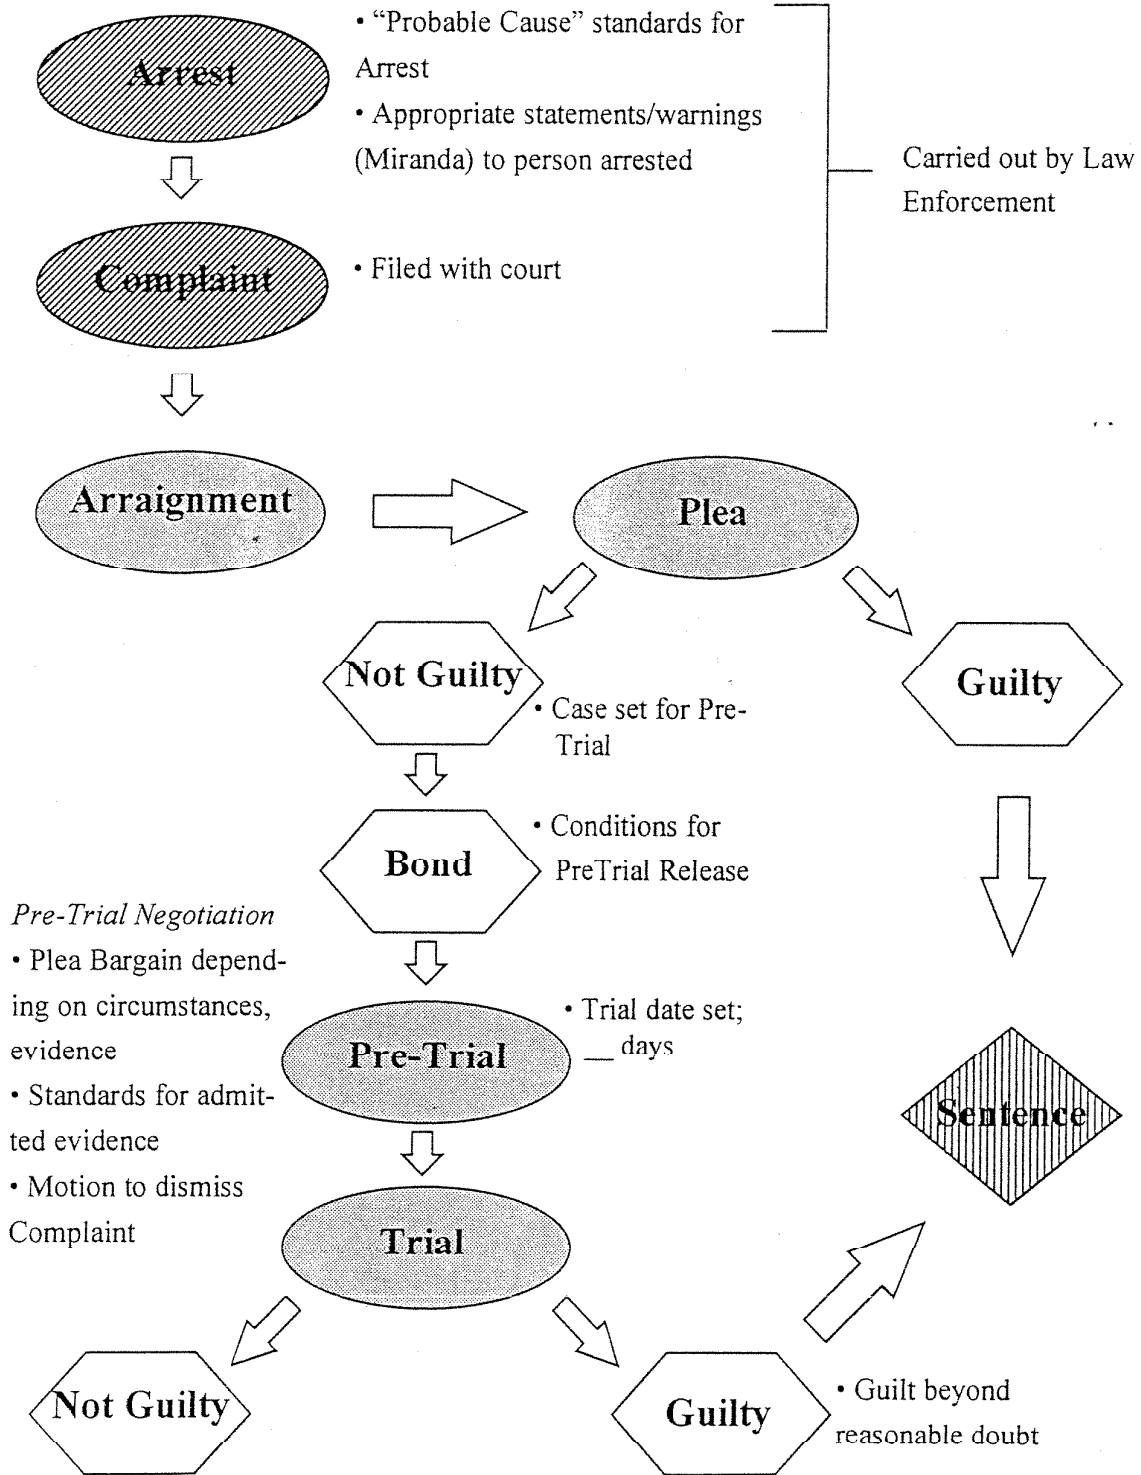 Arrest
• “Probable Cause” standards for
Arrest
• Appropriate statements/warnings
(Miranda) to person arrested
Carried out by Law
Enforcement
Complaint
• Filed with court
Arraignment
Plea
Not Guilty
• Case set for Pre-
Trial
Guilty
Bond
• Conditions for
PreTrial Release
Pre-Trial Negotiation
• Plea Bargain depend-
ing on circumstances,
evidence
• Standards for admit-
ted evidence
• Motion to dismiss
Complaint
Pre-Trial
• Trial date set;
__ days
Sentence
Trial
Not Guilty
Guilty
• Guilt beyond
reasonable doubt